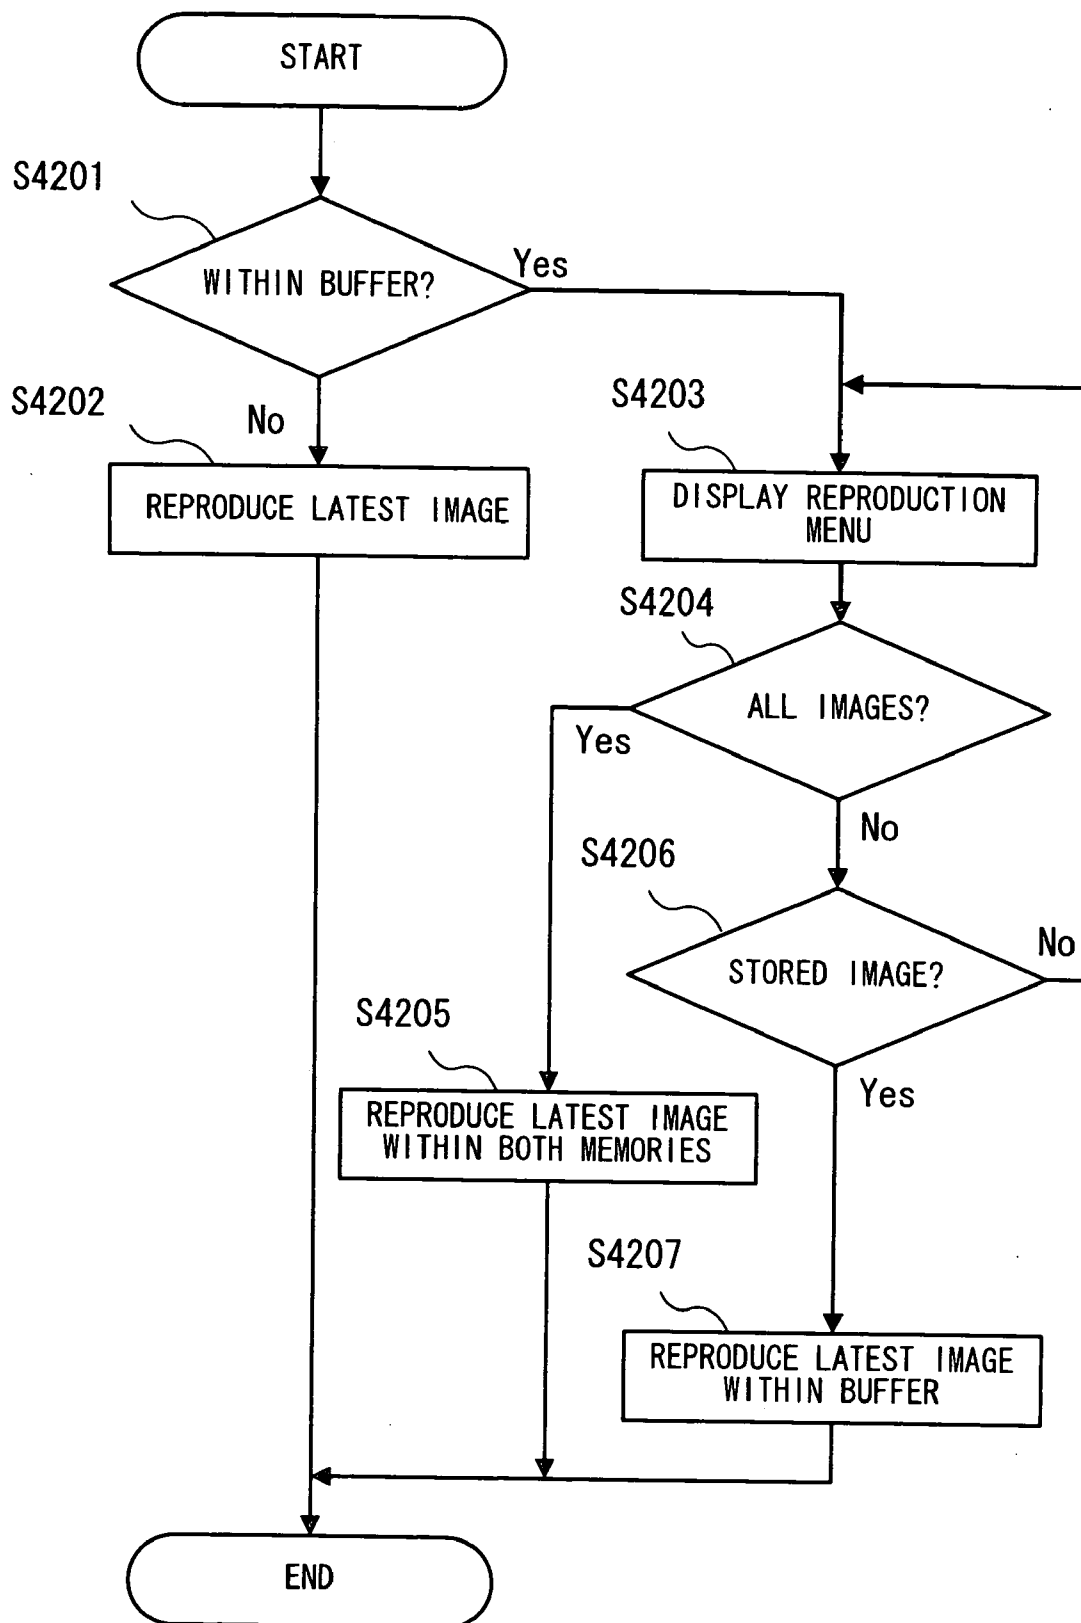 START
S4201
WITHIN BUFFER?
Yes
S4202
No
S4203
REPRODUCE LATEST IMAGE
DISPLAY REPRODUCTION
MENU
S4204
ALL IMAGES?
Yes
No
S4206
STORED IMAGE?
No
S4205
Yes
REPRODUCE LATEST IMAGE
WITHIN BOTH MEMORIES
S4207
REPRODUCE LATEST IMAGE
WITHIN BUFFER
END